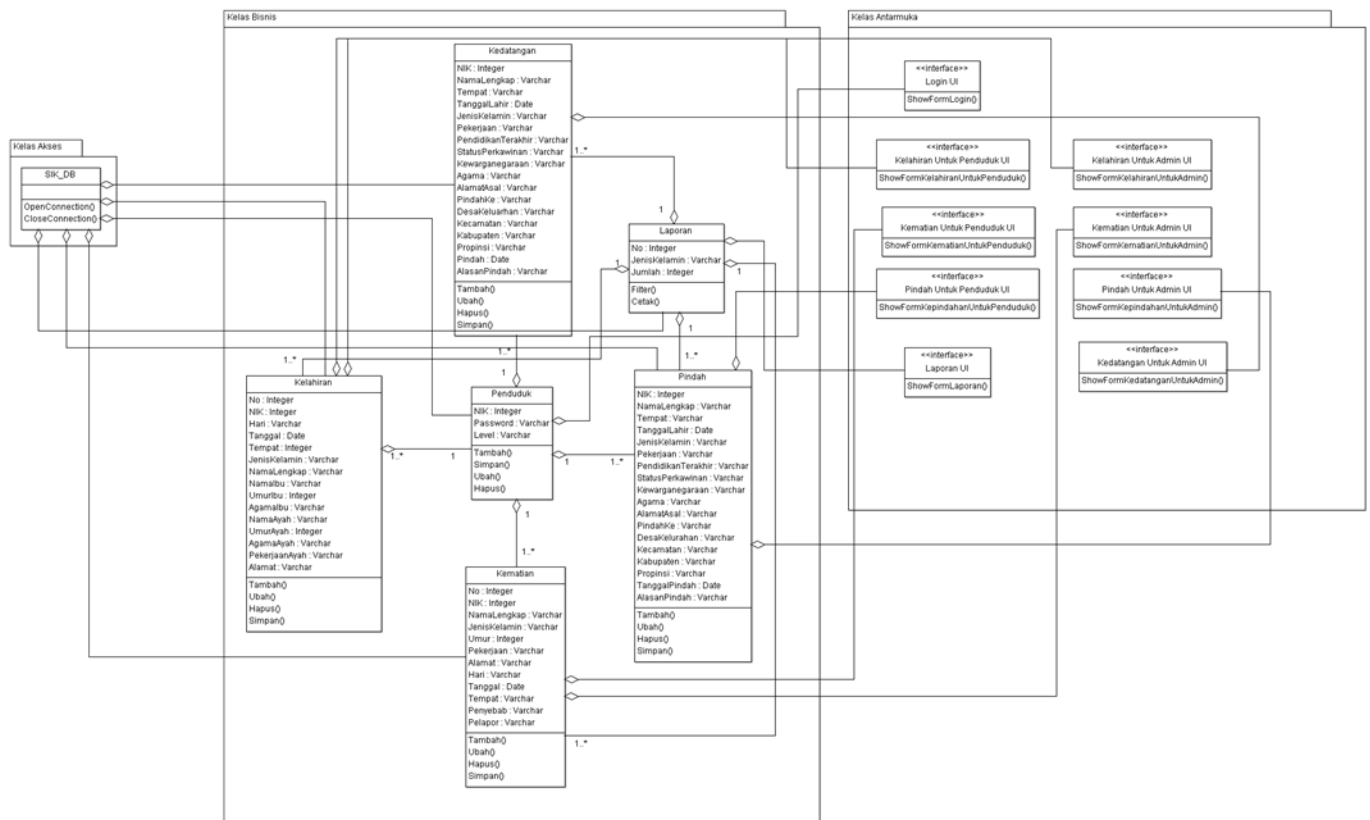 Kelas Bisnis
Kelas Antarmuka
Kelas Akses
SIK_DB
OpenConnection()
CloseConnection()
Kedatangan
NIK : Integer
NamaLengkap : Varchar
Tempat : Varchar
TanggalLahir : Date
JenisKelamin : Varchar
Pekerjaan : Varchar
PendidikanTerakhir : Varchar
StatusPerkawinan : Varchar
Kewarganegaraan : Varchar
Agama : Varchar
AlamatAsal : Varchar
PindahKe : Varchar
DesaKeluarhan : Varchar
Kecamatan : Varchar
Kabupaten : Varchar
Propinsi : Varchar
Pindah : Date
AlasanPindah : Varchar
Tambah()
Ubah()
Hapus()
Simpan()
1..*
1
Laporan
No : Integer
JenisKelamin : Varchar
Jumlah : Integer
Filter()
Cetak()
1
1
1
1..*
1..*
1..*
1
Kelahiran
No : Integer
NIK : Integer
Hari : Varchar
Tanggal : Date
Tempat : Integer
JenisKelamin : Varchar
NamaLengkap : Varchar
NamaIbu : Varchar
UmurIbu : Integer
AgamaIbu : Varchar
NamaAyah : Varchar
UmurAyah : Integer
AgamaAyah : Varchar
PekerjaanAyah : Varchar
Alamat : Varchar
Tambah()
Ubah()
Hapus()
Simpan()
1..*
1
Penduduk
NIK : Integer
Password : Varchar
Level : Varchar
Tambah()
Simpan()
Ubah()
Hapus()
1
1..*
1
1..*
Pindah
NIK : Integer
NamaLengkap : Varchar
Tempat : Varchar
TanggalLahir : Date
JenisKelamin : Varchar
Pekerjaan : Varchar
PendidikanTerakhir : Varchar
StatusPerkawinan : Varchar
Kewarganegaraan : Varchar
Agama : Varchar
AlamatAsal : Varchar
PindahKe : Varchar
DesaKelurahan : Varchar
Kecamatan : Varchar
Kabupaten : Varchar
Propinsi : Varchar
TanggalPindah : Date
AlasanPindah : Varchar
Tambah()
Ubah()
Hapus()
Simpan()
Kematian
No : Integer
NIK : Integer
NamaLengkap : Varchar
JenisKelamin : Varchar
Umur : Integer
Pekerjaan : Varchar
Alamat : Varchar
Hari : Varchar
Tanggal : Date
Tempat : Varchar
Penyebab : Varchar
Pelapor : Varchar
Tambah()
Ubah()
Hapus()
Simpan()
1..*
<<interface>>
Login UI
ShowFormLogin()
<<interface>>
Kelahiran Untuk Penduduk UI
ShowFormKelahiranUntukPenduduk()
<<interface>>
Kelahiran Untuk Admin UI
ShowFormKelahiranUntukAdmin()
<<interface>>
Kematian Untuk Penduduk UI
ShowFormKematianUntukPenduduk()
<<interface>>
Kematian Untuk Admin UI
ShowFormKematianUntukAdmin()
<<interface>>
Pindah Untuk Penduduk UI
ShowFormKepindahanUntukPenduduk()
<<interface>>
Pindah Untuk Admin UI
ShowFormKepindahanUntukAdmin()
<<interface>>
Laporan UI
ShowFormLaporan()
<<interface>>
Kedatangan Untuk Admin UI
ShowFormKedatanganUntukAdmin()